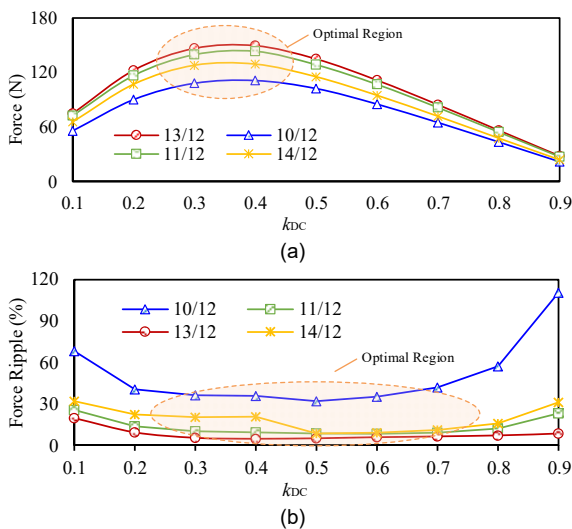 (a)
180
120
60
0
Force (N)
Optimal Region
13/12
10/12
11/12
14/12
0.1 0.2 0.3 0.4 0.5 0.6 0.7 0.8 0.9
kDC
(a)
120
90
60
30
0
Force Ripple (%)
10/12
11/12
13/12
14/12
Optimal Region
0.1 0.2 0.3 0.4 0.5 0.6 0.7 0.8 0.9
kDC
(b)